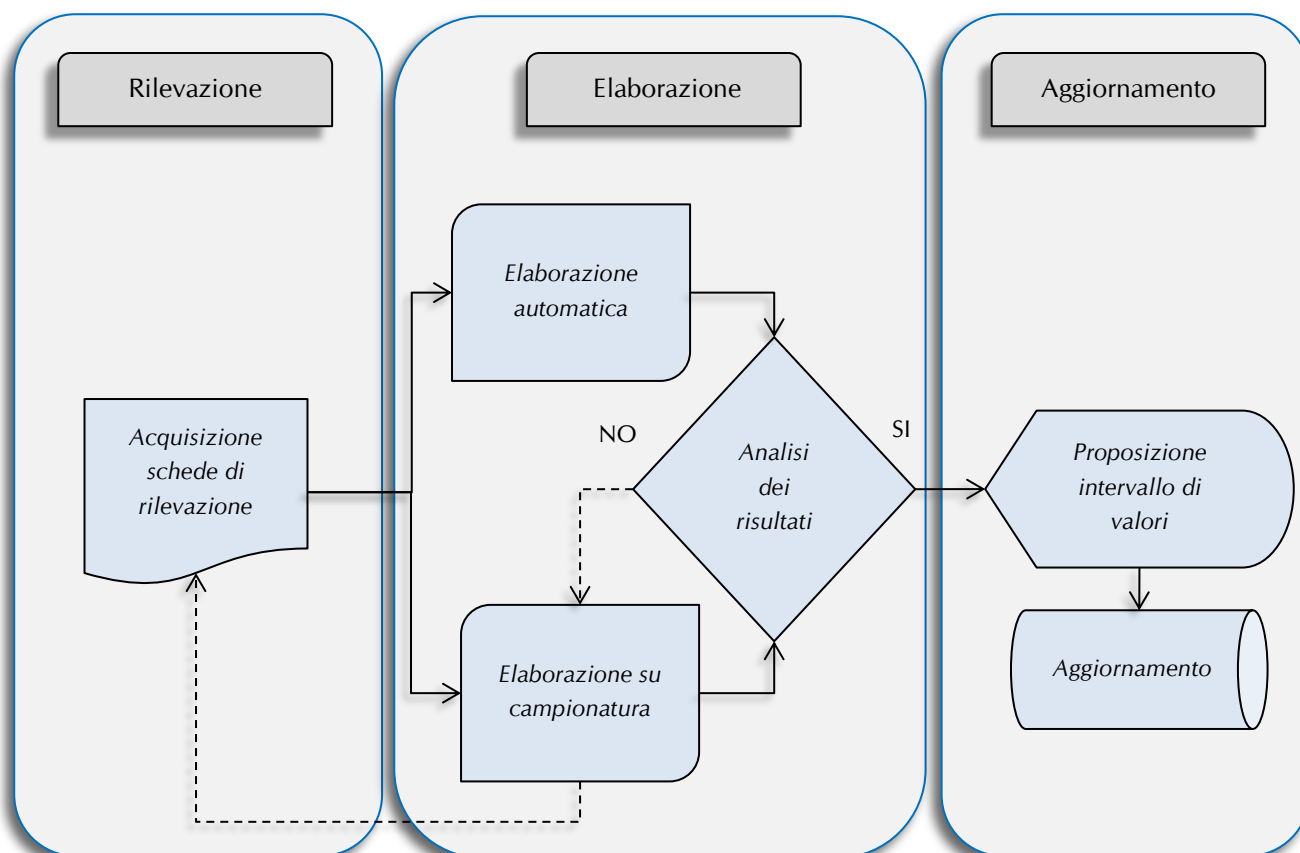 Rilevazione
Elaborazione
Aggiornamento
Elaborazione
automatica
Acquisizione
schede di
rilevazione
NO
Analisi
dei
risultati
SI
Proposizione
intervallo di
valori
Elaborazione su
campionatura
Aggiornamento